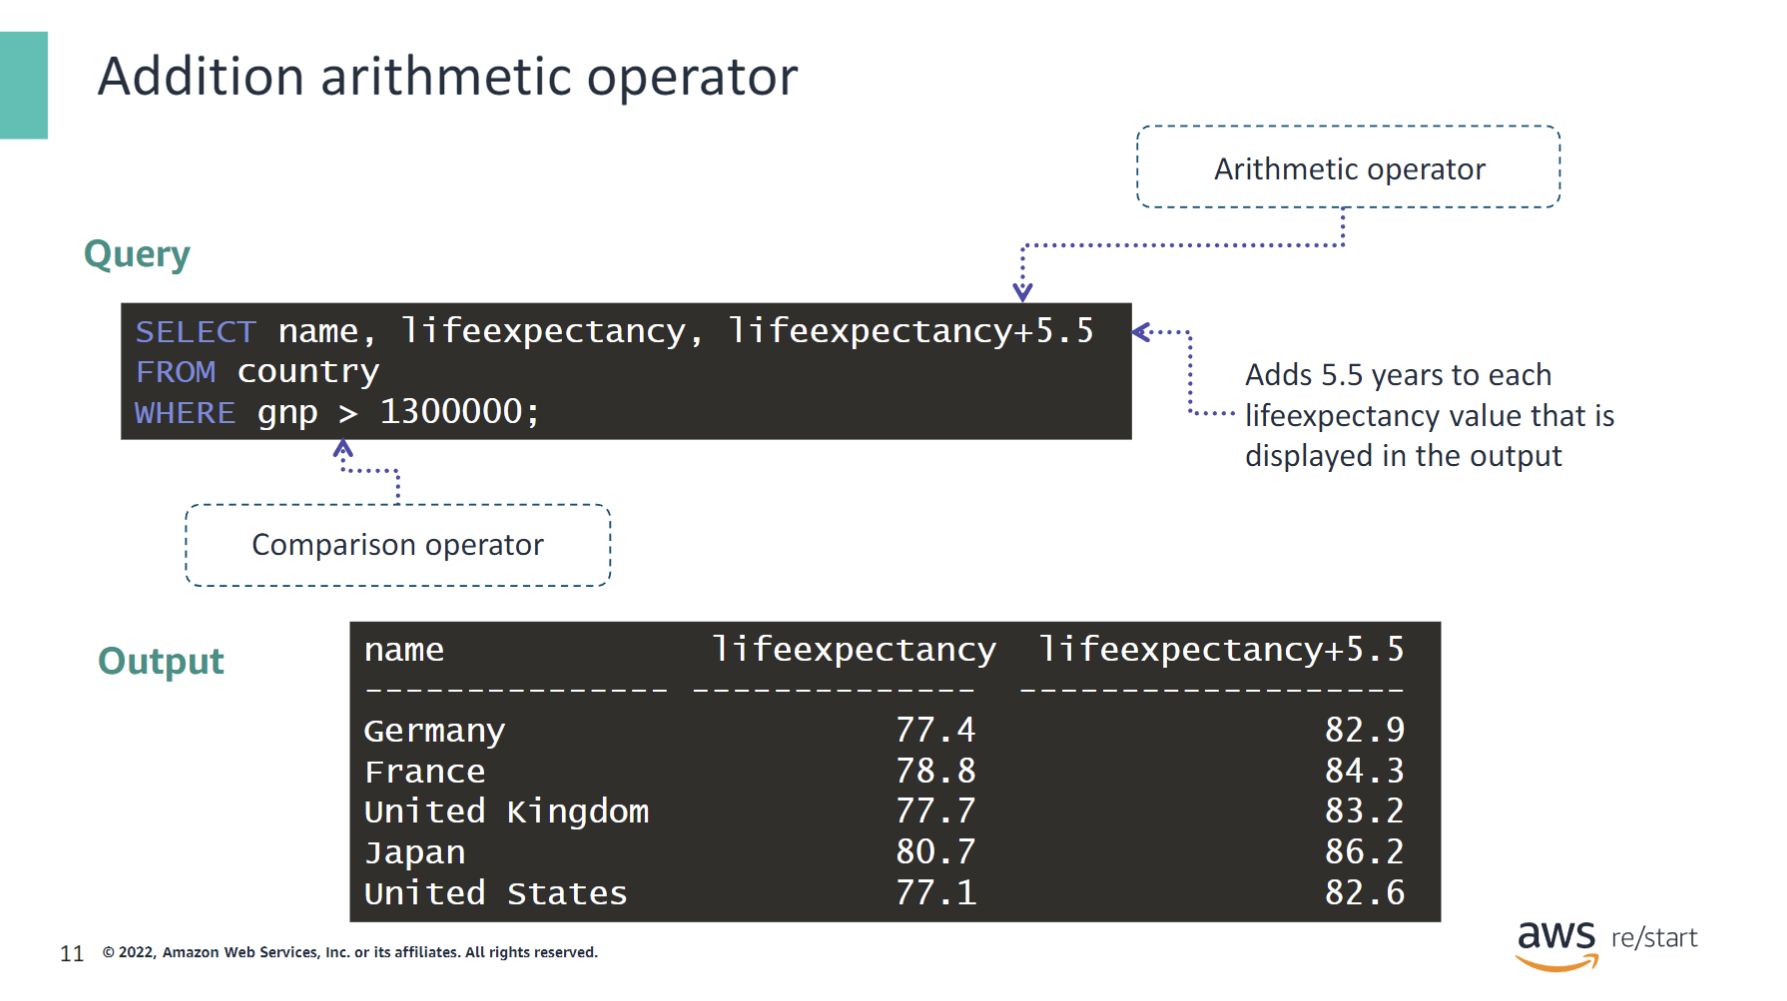 Addition arithmetic operator
Arithmetic operator
Query
SELECT name, lifeexpectancy, lifeexpectancy+5.5
FROM country
WHERE gnp > 1300000;
Adds 5.5 years to each
lifeexpectancy value that is
displayed in the output
Comparison operator
Output
name lifeexpectancy lifeexpectancy+5.5
--------------- -------------- -------------------
Germany 77.4 82.9
France 78.8 84.3
United Kingdom 77.7 83.2
Japan 80.7 86.2
United States 77.1 82.6
11 © 2022, Amazon Web Services, Inc. or its affiliates. All rights reserved.
aws re/start